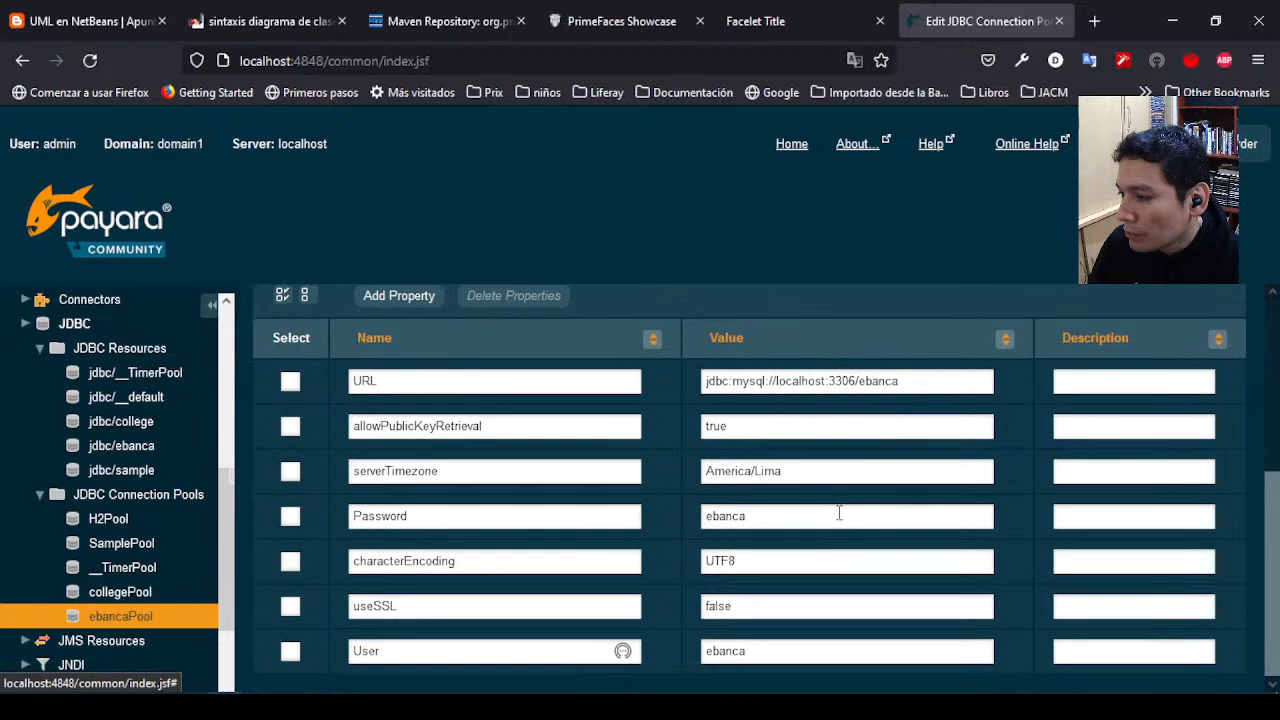 UML en NetBeans | Apunt
sintaxis diagrama de clase
Maven Repository: org.pr
PrimeFaces Showcase
Facelet Title
Edit JDBC Connection Po
localhost:4848/common/index.jsf
Comenzar a usar Firefox
Getting Started
Primeros pasos
Más visitados
Prix
niños
Liferay
Documentación
Google
Importado desde la Ba...
Libros
JACM
Other Bookmarks
User: admin
Domain: domain1
Server: localhost
Home
About...
Help
Online Help
der
payara®
COMMUNITY
Connectors
JDBC
JDBC Resources
jdbc/__TimerPool
jdbc/__default
jdbc/college
jdbc/ebanca
jdbc/sample
JDBC Connection Pools
H2Pool
SamplePool
__TimerPool
collegePool
ebancaPool
JMS Resources
JNDI
localhost:4848/common/index.jsf#
Add Property
Delete Properties
Select
Name
Value
Description
URL
jdbc:mysql://localhost:3306/ebanca
allowPublicKeyRetrieval
true
serverTimezone
America/Lima
Password
ebanca
characterEncoding
UTF8
useSSL
false
User
ebanca